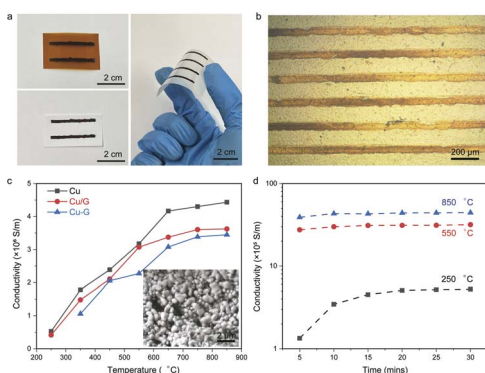 a
2 cm
2 cm
2 cm
b
200 μm
c
Cu
Cu/G
Cu-G
Conductivity (×10⁶ S/m)
5
4
3
2
1
0
200 300 400 500 600 700 800 900
Temperature (˚C)
d
Conductivity (×10⁵ S/m)
100
10
1
850 ˚C
550 ˚C
250 ˚C
5 10 15 20 25 30
Time (mins)